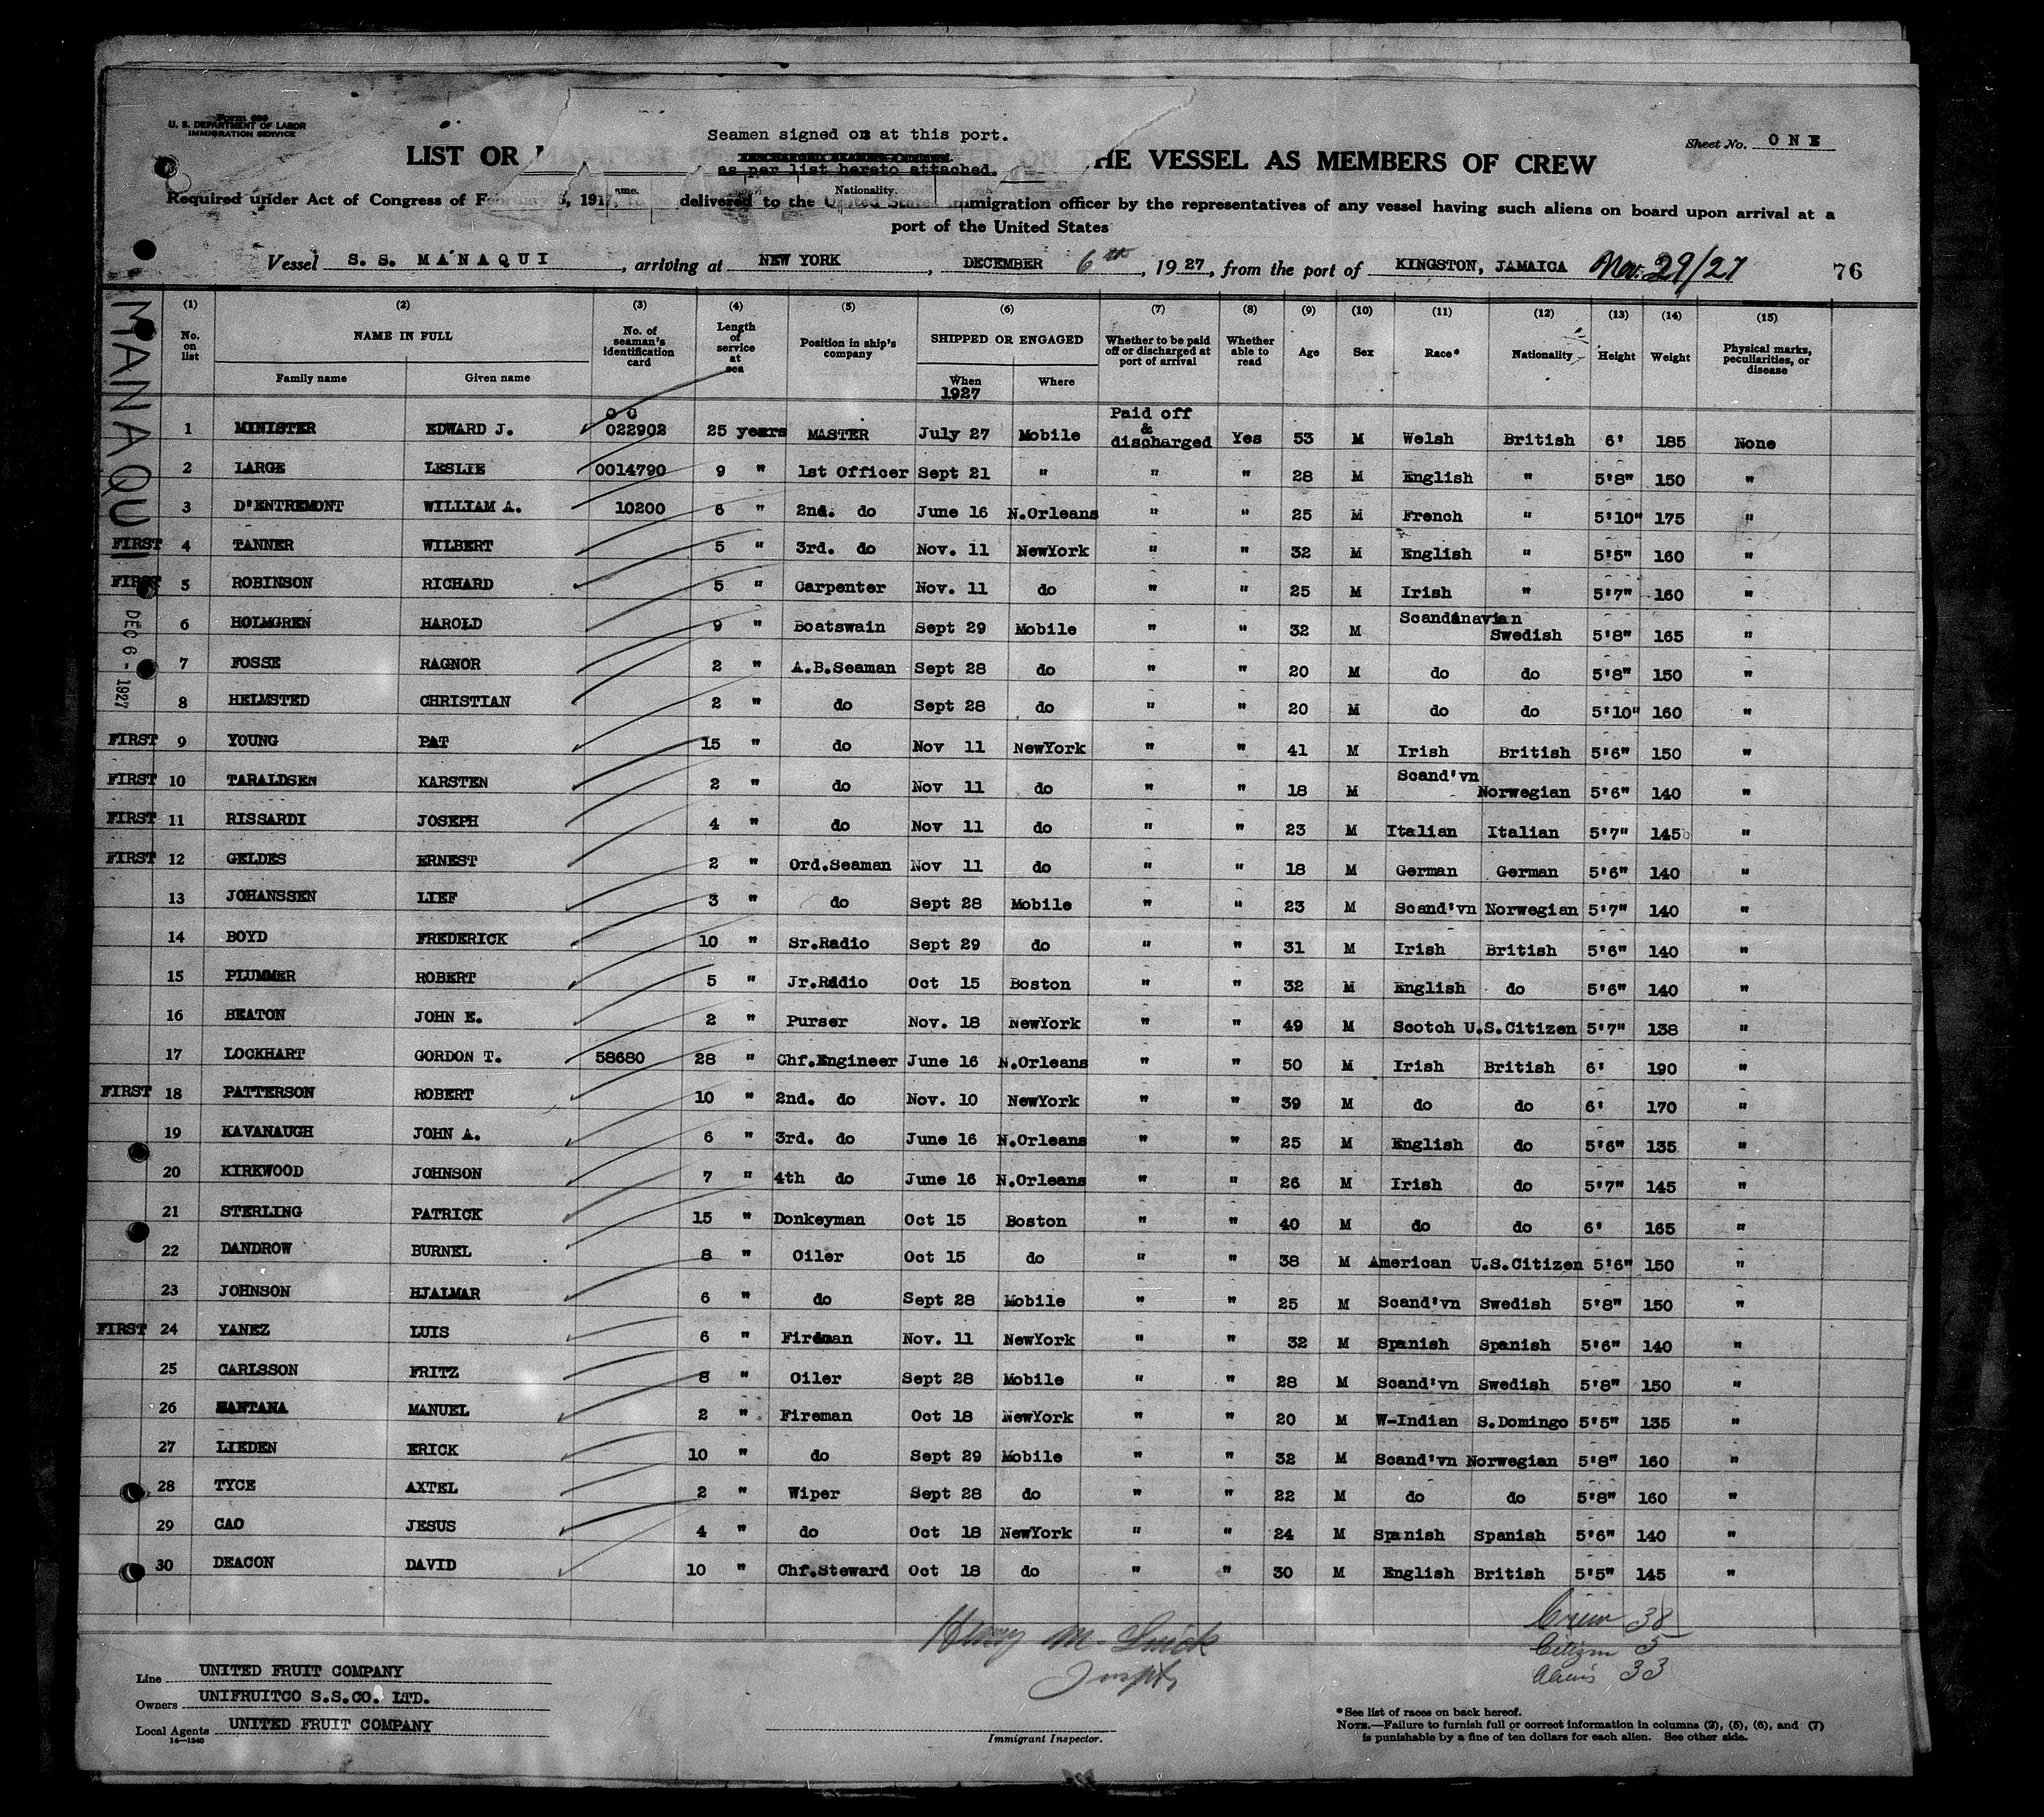 Form 689
U. S. DEPARTMENT OF LABOR
IMMIGRATION SERVICE
Seamen signed on at this port.
as per list hereto attached.
Sheet No. ONE
LIST OR HE VESSEL AS MEMBERS OF CREW
Nationality.
Required under Act of Congress of February 5, 1917, delivered to the United States immigration officer by the representatives of any vessel having such aliens on board upon arrival at a
port of the United States
Vessel S. S. MANAQUI, arriving at NEW YORK, DECEMBER 6th, 1927, from the port of KINGSTON, JAMAICA Nov. 29/27 76
MANAQUI
DEC 6 - 1927
(1) (2) (3) (4) (5) (6) (7) (8) (9) (10) (11) (12) (13) (14) (15)
No. on list NAME IN FULL Family name Given name No. of seaman's identification card Length of service at sea Position in ship's company SHIPPED OR ENGAGED When 1927 Where Whether to be paid off or discharged at port of arrival Whether able to read Age Sex Race* Nationality Height Weight Physical marks, peculiarities, or disease
1 MINISTER EDWARD J. 022902 25 years MASTER July 27 Mobile Paid off & discharged Yes 53 M Welsh British 6' 185 None
2 LARGE LESLIE 0014790 9 " 1st Officer Sept 21 " " " 28 M English " 5'8" 150 "
3 D'ENTREMONT WILLIAM A. 10200 6 " 2nd. do June 16 N.Orleans " " 25 M French " 5'10" 175 "
FIRST 4 TANNER WILBERT 5 " 3rd. do Nov. 11 NewYork " " 32 M English " 5'5" 160 "
FIRST 5 ROBINSON RICHARD 5 " Carpenter Nov. 11 do " " 25 M Irish " 5'7" 160 "
6 HOLMGREN HAROLD 9 " Boatswain Sept 29 Mobile " " 32 M Scandinavian Swedish 5'8" 165 "
7 FOSSE RAGNOR 2 " A.B.Seaman Sept 28 do " " 20 M do do 5'8" 150 "
8 HELMSTED CHRISTIAN 2 " do Sept 28 do " " 20 M do do 5'10" 160 "
FIRST 9 YOUNG PAT 15 " do Nov 11 NewYork " " 41 M Irish British 5'6" 150 "
FIRST 10 TARALDSEN KARSTEN 2 " do Nov 11 do " " 18 M Scand'vn Norwegian 5'6" 140 "
FIRST 11 RISSARDI JOSEPH 4 " do Nov 11 do " " 23 M Italian Italian 5'7" 145 "
FIRST 12 GELDES ERNEST 2 " Ord.Seaman Nov 11 do " " 18 M German German 5'6" 140 "
13 JOHANSSEN LIEF 3 " do Sept 28 Mobile " " 23 M Scand'vn Norwegian 5'7" 140 "
14 BOYD FREDERICK 10 " Sr.Radio Sept 29 do " " 31 M Irish British 5'6" 140 "
15 PLUMMER ROBERT 5 " Jr.Radio Oct 15 Boston " " 32 M English do 5'6" 140 "
16 BEATON JOHN E. 2 " Purser Nov. 18 NewYork " " 49 M Scotch U.S.Citizen 5'7" 138 "
17 LOCKHART GORDON T. 58680 28 " Chf.Engineer June 16 N.Orleans " " 50 M Irish British 6' 190 "
FIRST 18 PATTERSON ROBERT 10 " 2nd. do Nov. 10 NewYork " " 39 M do do 6' 170 "
19 KAVANAUGH JOHN A. 6 " 3rd. do June 16 N.Orleans " " 25 M English do 5'6" 135 "
20 KIRKWOOD JOHNSON 7 " 4th do June 16 N.Orleans " " 26 M Irish do 5'7" 145 "
21 STERLING PATRICK 15 " Donkeyman Oct 15 Boston " " 40 M do do 6' 165 "
22 DANDROW BURNEL 8 " Oiler Oct 15 do " " 38 M American U.S.Citizen 5'6" 150 "
23 JOHNSON HJALMAR 6 " do Sept 28 Mobile " " 25 M Scand'vn Swedish 5'8" 150 "
FIRST 24 YANEZ LUIS 6 " Fireman Nov. 11 NewYork " " 32 M Spanish Spanish 5'6" 140 "
25 CARLSSON FRITZ 8 " Oiler Sept 28 Mobile " " 28 M Scand'vn Swedish 5'8" 150 "
26 SANTANA MANUEL 2 " Fireman Oct 18 NewYork " " 20 M W-Indian S.Domingo 5'5" 135 "
27 LIEDEN ERICK 10 " do Sept 29 Mobile " " 32 M Scand'vn Norwegian 5'8" 160 "
28 TYCE AXTEL 2 " Wiper Sept 28 do " " 22 M do do 5'8" 160 "
29 CAO JESUS 4 " do Oct 18 NewYork " " 24 M Spanish Spanish 5'6" 140 "
30 DEACON DAVID 10 " Chf.Steward Oct 18 do " " 30 M English British 5'5" 145 "
Crew 38
Citizen 5
Aliens 33
Henry M.
Line UNITED FRUIT COMPANY
Owners UNIFRUITCO S.S.CO. LTD.
Local Agents UNITED FRUIT COMPANY
14—1240
Immigrant Inspector.
*See list of races on back hereof.
NOTE.—Failure to furnish full or correct information in columns (2), (5), (6), and (7)
is punishable by a fine of ten dollars for each alien. See other side.